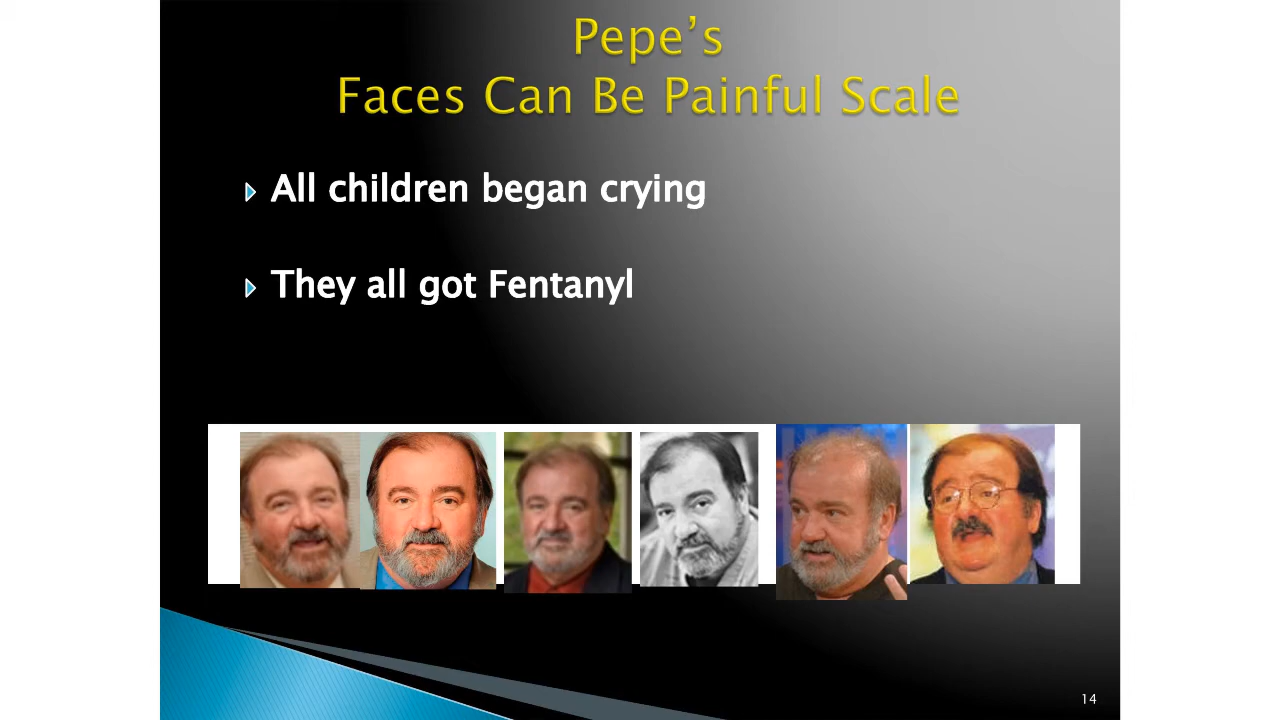 Pepe’s
Faces Can Be Painful Scale
All children began crying
They all got Fentanyl
14